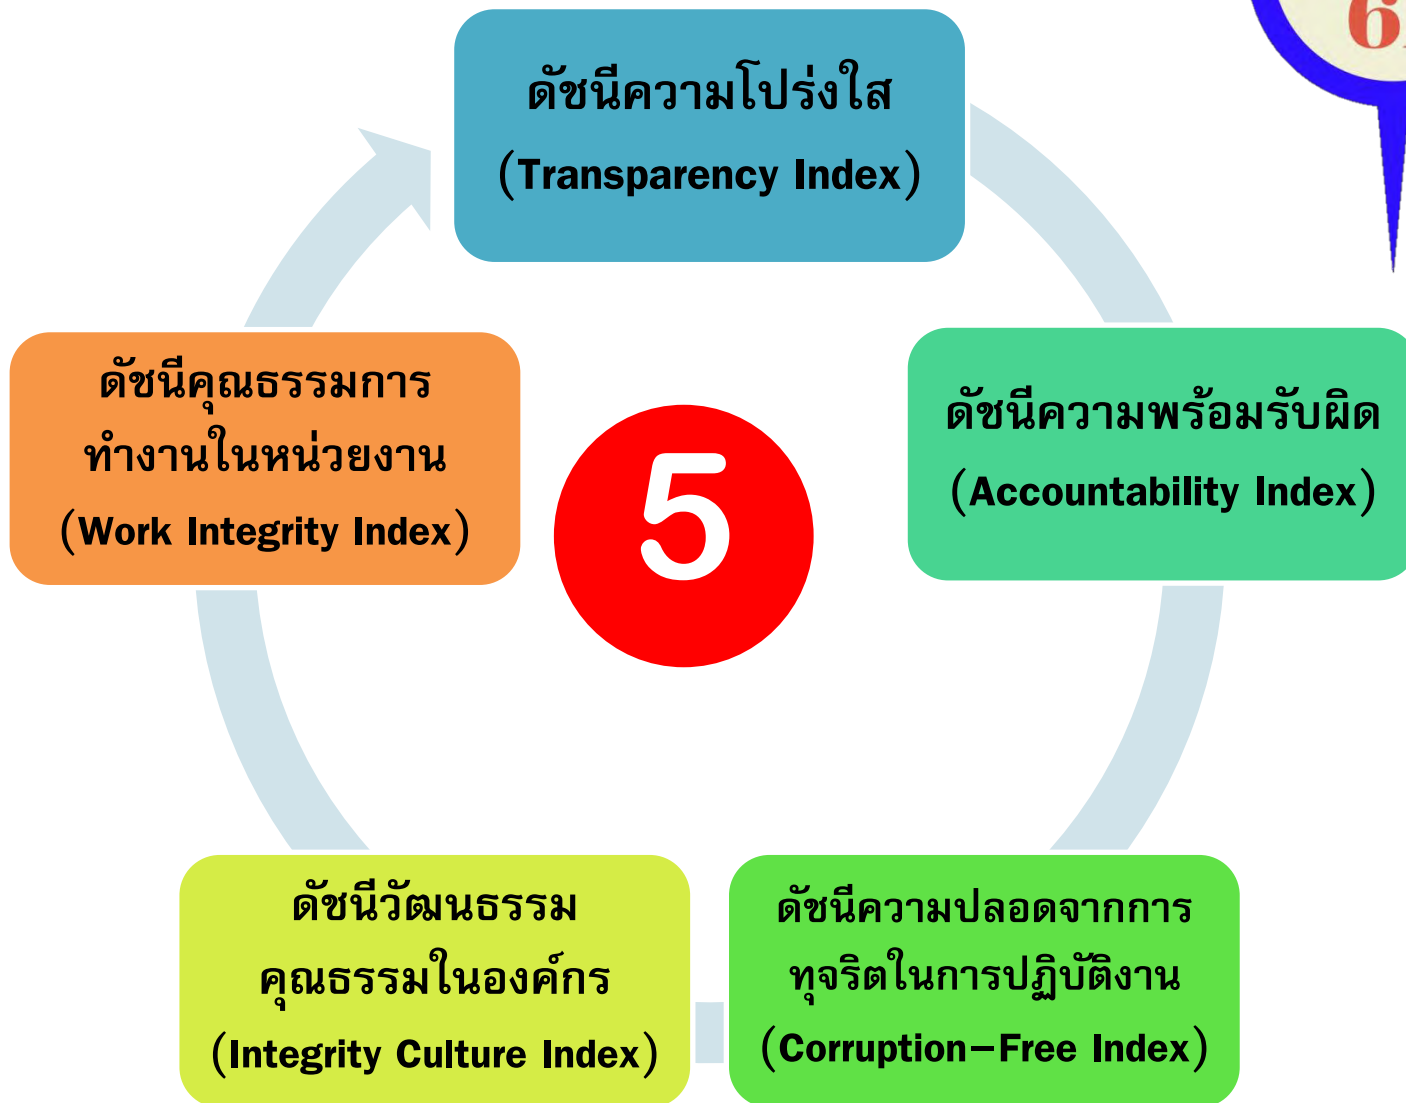 ดัชนีความโปร่งใส
(Transparency Index)
ดัชนีความพร้อมรับผิด
(Accountability Index)
ดัชนีความปลอดจากการ
ทุจริตในการปฏิบัติงาน
(Corruption–Free Index)
ดัชนีวัฒนธรรม
คุณธรรมในองค์กร
(Integrity Culture Index)
ดัชนีคุณธรรมการ
ทำงานในหน่วยงาน
(Work Integrity Index)
5